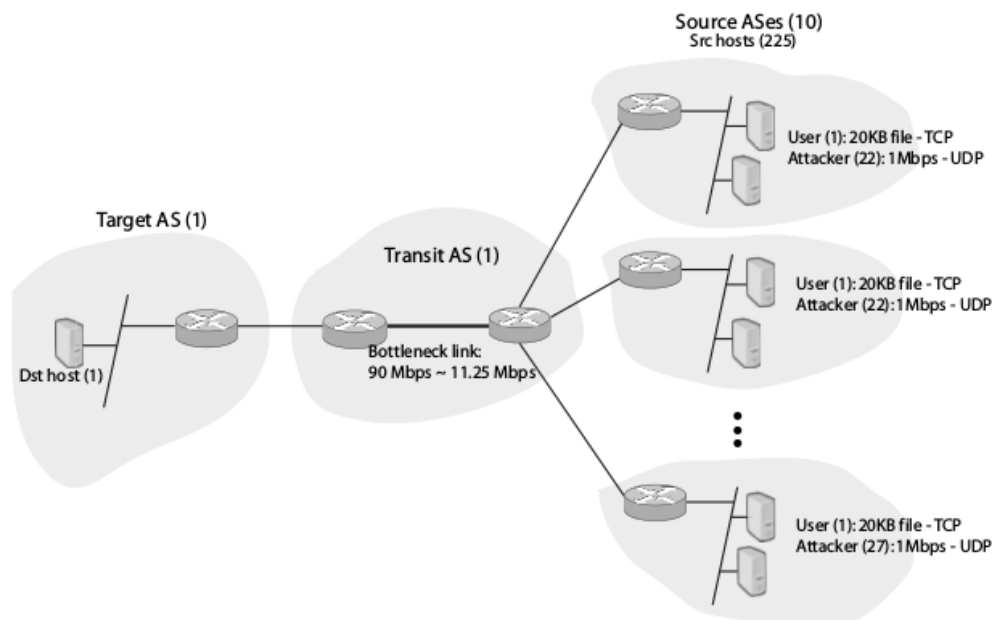 Source ASes (10)
Src hosts (225)
User (1): 20KB file - TCP
Attacker (22): 1Mbps - UDP
Target AS (1)
Transit AS (1)
User (1): 20KB file - TCP
Attacker (22): 1Mbps - UDP
Bottleneck link:
90 Mbps ~ 11.25 Mbps
Dst host (1)
User (1): 20KB file - TCP
Attacker (27): 1Mbps - UDP